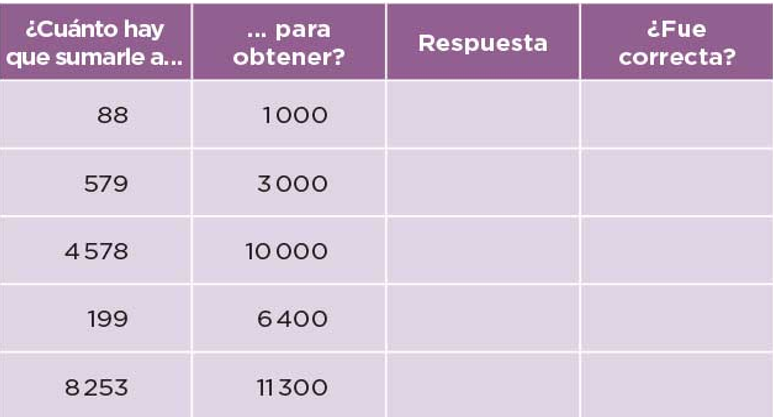 ¿Cuánto hay
que sumarle a...
... para
obtener?
Respuesta
¿Fue
correcta?
88 1 000
579 3 000
4 578 10 000
199 6 400
8 253 11 300